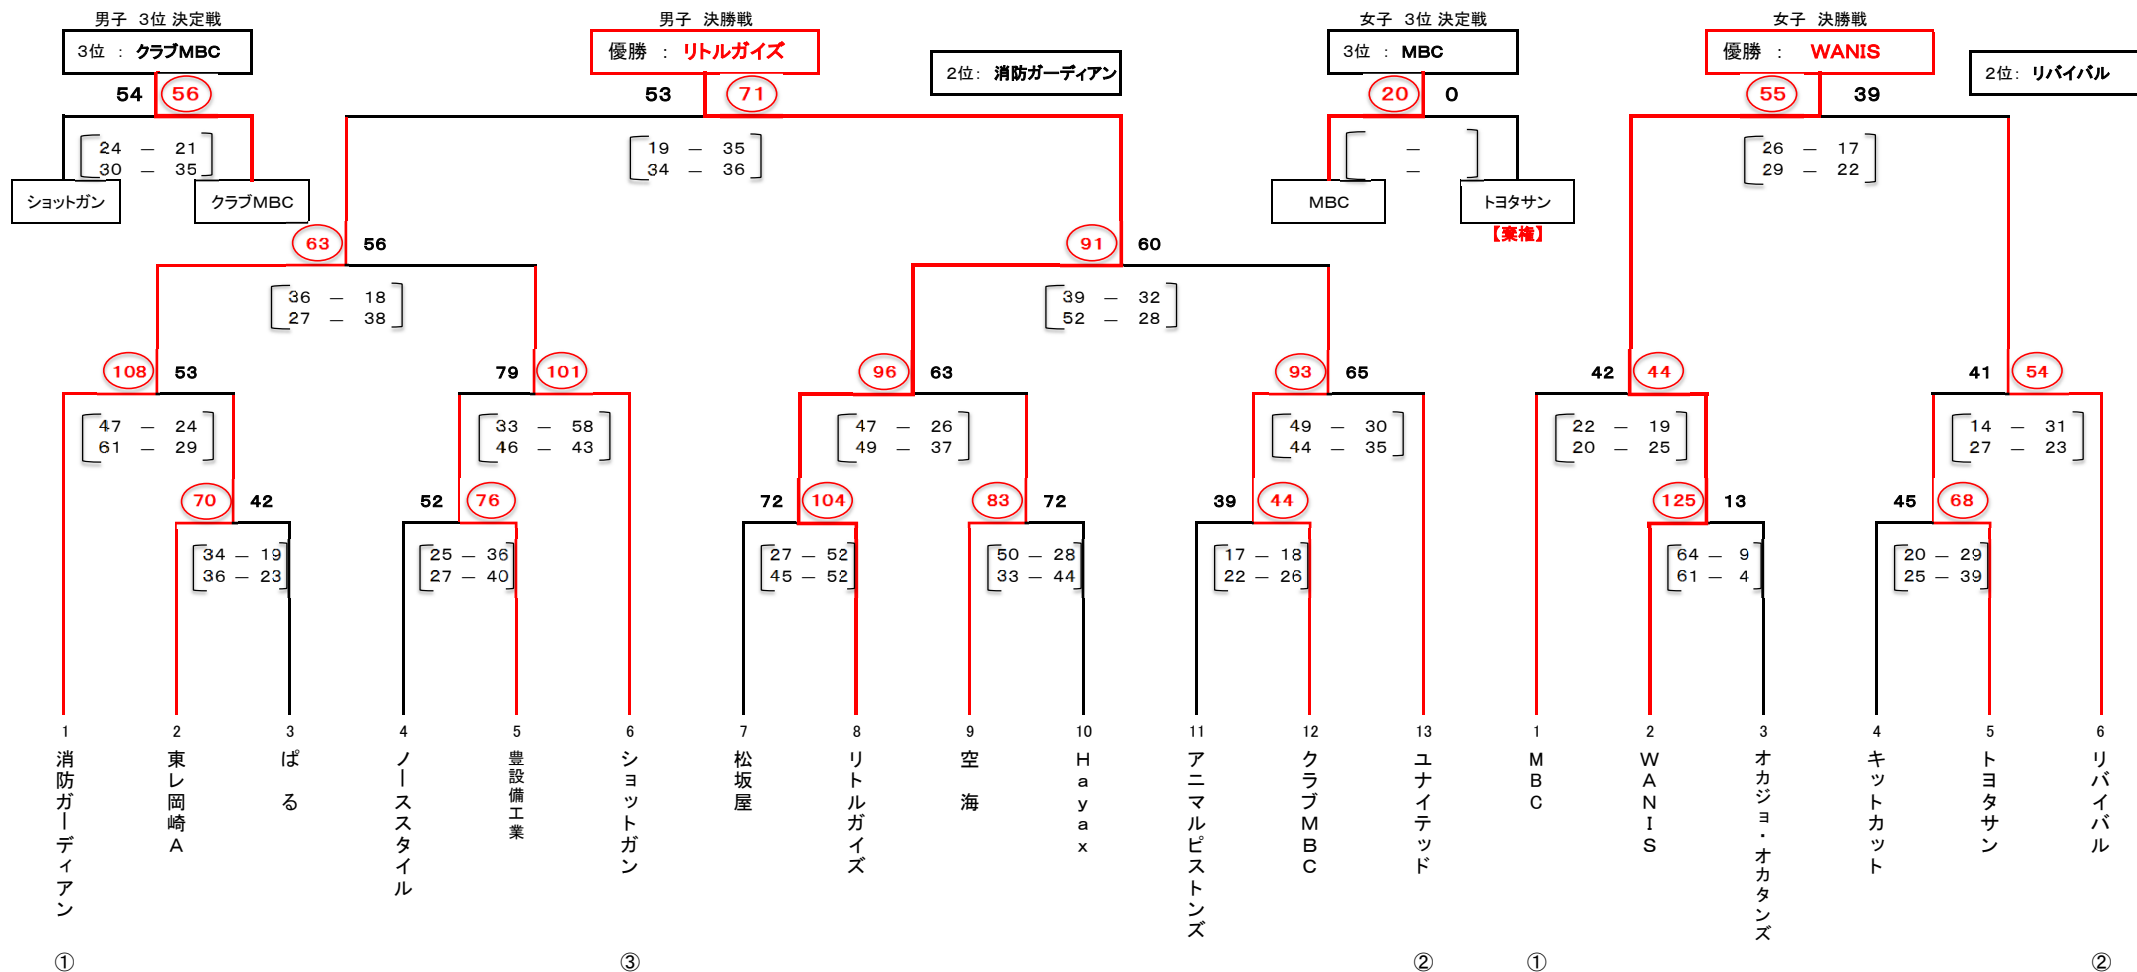 男子 3位 決定戦
男子 決勝戦
女子 3位 決定戦
女子 決勝戦
3位 : クラブMBC
優勝 : リトルガイズ
2位: 消防ガーディアン
3位 : MBC
優勝 : WANIS
2位: リバイバル
54 56
53 71
20 0
55 39
24 — 21
30 — 35
19 — 35
34 — 36
—
—
26 — 17
29 — 22
ショットガン
クラブMBC
MBC
トヨタサン
【棄権】
63 56
91 60
36 — 18
27 — 38
39 — 32
52 — 28
108 53
79 101
96 63
93 65
42 44
41 54
47 — 24
61 — 29
33 — 58
46 — 43
47 — 26
49 — 37
49 — 30
44 — 35
22 — 19
20 — 25
14 — 31
27 — 23
70 42
52 76
72 104
83 72
39 44
125 13
45 68
34 — 19
36 — 23
25 — 36
27 — 40
27 — 52
45 — 52
50 — 28
33 — 44
17 — 18
22 — 26
64 — 9
61 — 4
20 — 29
25 — 39
1 消防ガーディアン
2 東レ岡崎A
3 ぱる
4 ノーススタイル
5 豊設備工業
6 ショットガン
7 松坂屋
8 リトルガイズ
9 空 海
10 Hayax
11 アニマルピストンズ
12 クラブMBC
13 ユナイテッド
1 MBC
2 WANIS
3 オカジョ・オカタンズ
4 キットカット
5 トヨタサン
6 リバイバル
① ③ ② ① ②